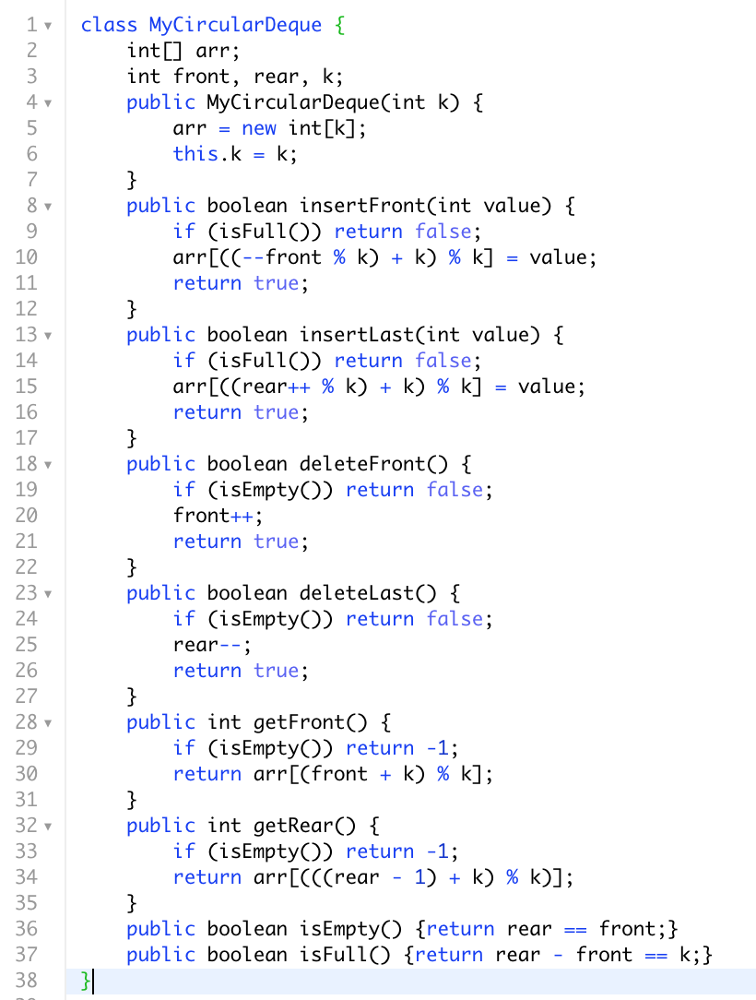 1 class MyCircularDeque {
2     int[] arr;
3     int front, rear, k;
4     public MyCircularDeque(int k) {
5         arr = new int[k];
6         this.k = k;
7     }
8     public boolean insertFront(int value) {
9         if (isFull()) return false;
10         arr[((--front % k) + k) % k] = value;
11         return true;
12     }
13     public boolean insertLast(int value) {
14         if (isFull()) return false;
15         arr[((rear++ % k) + k) % k] = value;
16         return true;
17     }
18     public boolean deleteFront() {
19         if (isEmpty()) return false;
20         front++;
21         return true;
22     }
23     public boolean deleteLast() {
24         if (isEmpty()) return false;
25         rear--;
26         return true;
27     }
28     public int getFront() {
29         if (isEmpty()) return -1;
30         return arr[(front + k) % k];
31     }
32     public int getRear() {
33         if (isEmpty()) return -1;
34         return arr[(((rear - 1) + k) % k)];
35     }
36     public boolean isEmpty() {return rear == front;}
37     public boolean isFull() {return rear - front == k;}
38 }